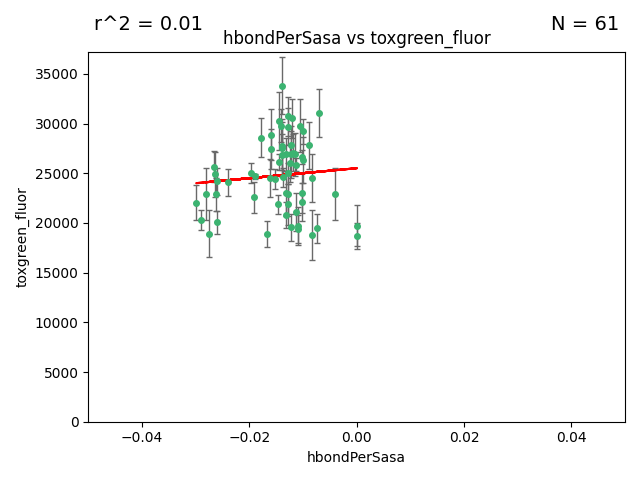 r^2 = 0.01
N = 61
hbondPerSasa vs toxgreen_fluor
35000
30000
25000
20000
15000
10000
5000
0
toxgreen_fluor
−0.04
−0.02
0.00
0.02
0.04
hbondPerSasa